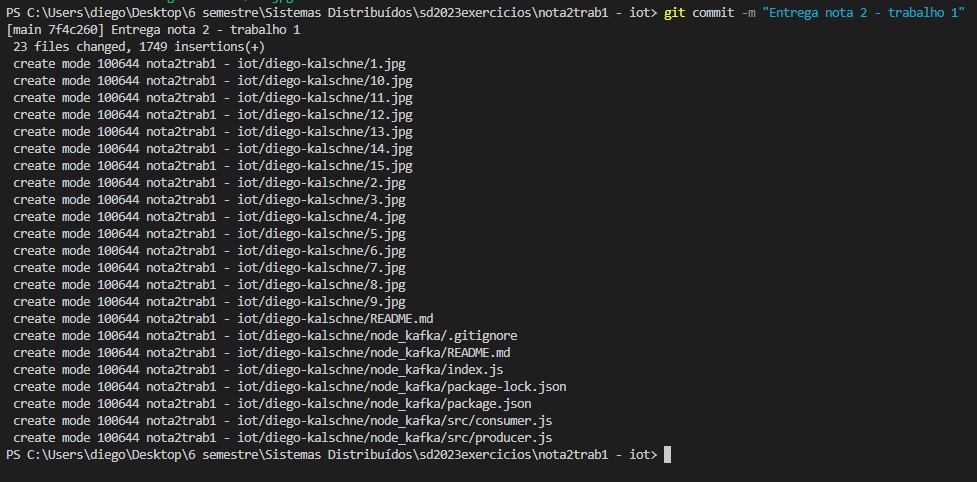 PS C:\Users\diego\Desktop\6 semestre\Sistemas Distribuídos\sd2023exercicios\nota2trab1 - iot> git commit -m "Entrega nota 2 - trabalho 1"
[main 7f4c260] Entrega nota 2 - trabalho 1
 23 files changed, 1749 insertions(+)
 create mode 100644 nota2trab1 - iot/diego-kalschne/1.jpg
 create mode 100644 nota2trab1 - iot/diego-kalschne/10.jpg
 create mode 100644 nota2trab1 - iot/diego-kalschne/11.jpg
 create mode 100644 nota2trab1 - iot/diego-kalschne/12.jpg
 create mode 100644 nota2trab1 - iot/diego-kalschne/13.jpg
 create mode 100644 nota2trab1 - iot/diego-kalschne/14.jpg
 create mode 100644 nota2trab1 - iot/diego-kalschne/15.jpg
 create mode 100644 nota2trab1 - iot/diego-kalschne/2.jpg
 create mode 100644 nota2trab1 - iot/diego-kalschne/3.jpg
 create mode 100644 nota2trab1 - iot/diego-kalschne/4.jpg
 create mode 100644 nota2trab1 - iot/diego-kalschne/5.jpg
 create mode 100644 nota2trab1 - iot/diego-kalschne/6.jpg
 create mode 100644 nota2trab1 - iot/diego-kalschne/7.jpg
 create mode 100644 nota2trab1 - iot/diego-kalschne/8.jpg
 create mode 100644 nota2trab1 - iot/diego-kalschne/9.jpg
 create mode 100644 nota2trab1 - iot/diego-kalschne/README.md
 create mode 100644 nota2trab1 - iot/diego-kalschne/node_kafka/.gitignore
 create mode 100644 nota2trab1 - iot/diego-kalschne/node_kafka/README.md
 create mode 100644 nota2trab1 - iot/diego-kalschne/node_kafka/index.js
 create mode 100644 nota2trab1 - iot/diego-kalschne/node_kafka/package-lock.json
 create mode 100644 nota2trab1 - iot/diego-kalschne/node_kafka/package.json
 create mode 100644 nota2trab1 - iot/diego-kalschne/node_kafka/src/consumer.js
 create mode 100644 nota2trab1 - iot/diego-kalschne/node_kafka/src/producer.js
PS C:\Users\diego\Desktop\6 semestre\Sistemas Distribuídos\sd2023exercicios\nota2trab1 - iot>